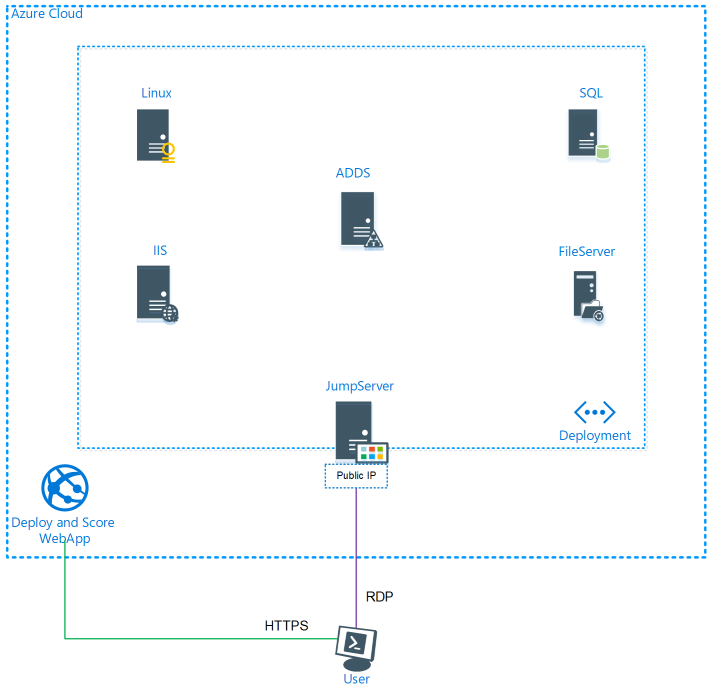 Azure Cloud
Linux
SQL
ADDS
IIS
FileServer
JumpServer
Deployment
Public IP
Deploy and Score
WebApp
RDP
HTTPS
User